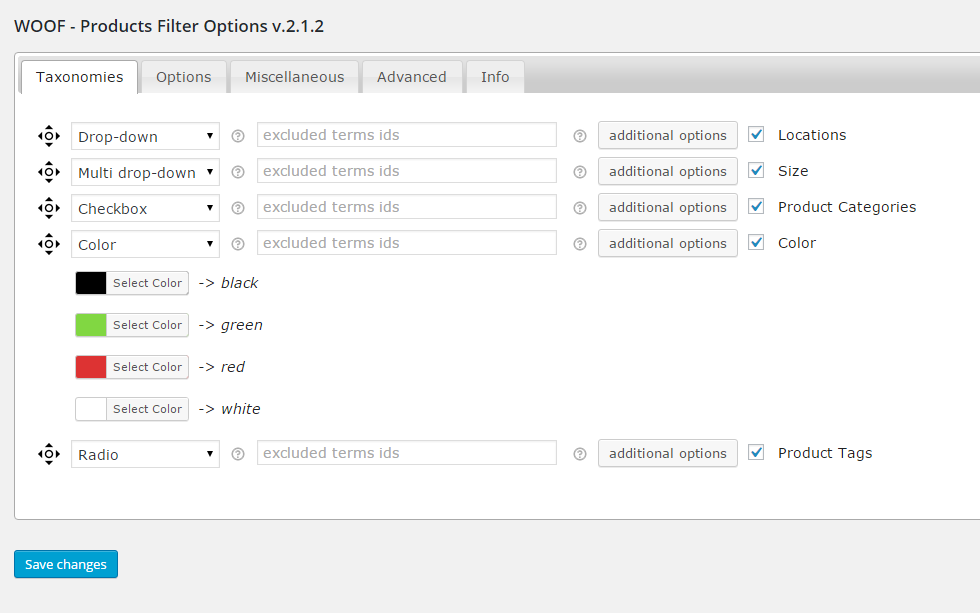 WOOF - Products Filter Options v.2.1.2
Taxonomies Options Miscellaneous Advanced Info
Drop-down ? excluded terms ids ? additional options Locations
Multi drop-down ? excluded terms ids ? additional options Size
Checkbox ? excluded terms ids ? additional options Product Categories
Color ? excluded terms ids ? additional options Color
Select Color -> black
Select Color -> green
Select Color -> red
Select Color -> white
Radio ? excluded terms ids ? additional options Product Tags
Save changes